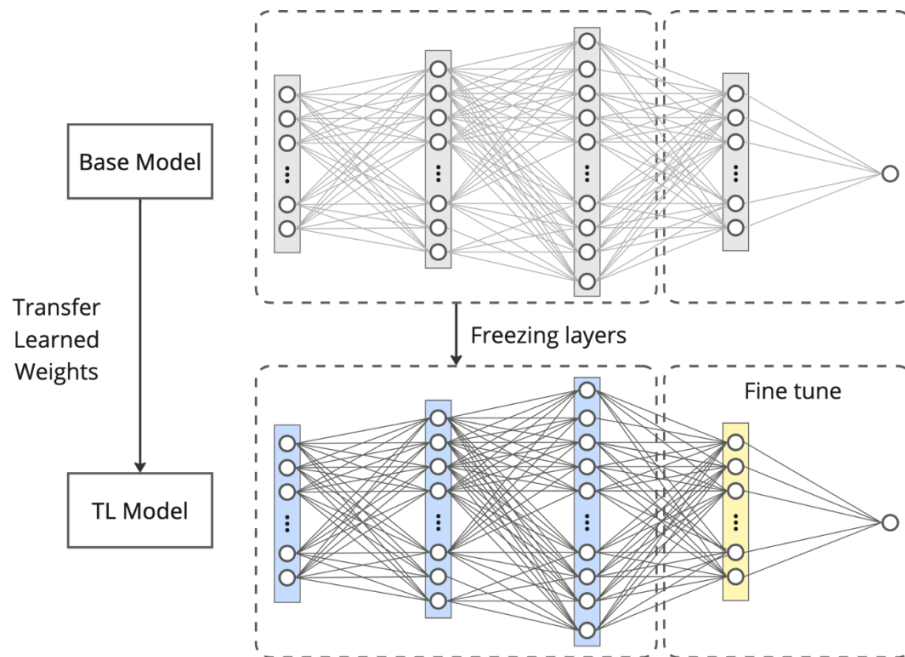 Base Model
Transfer
Learned
Weights
Freezing layers
Fine tune
TL Model